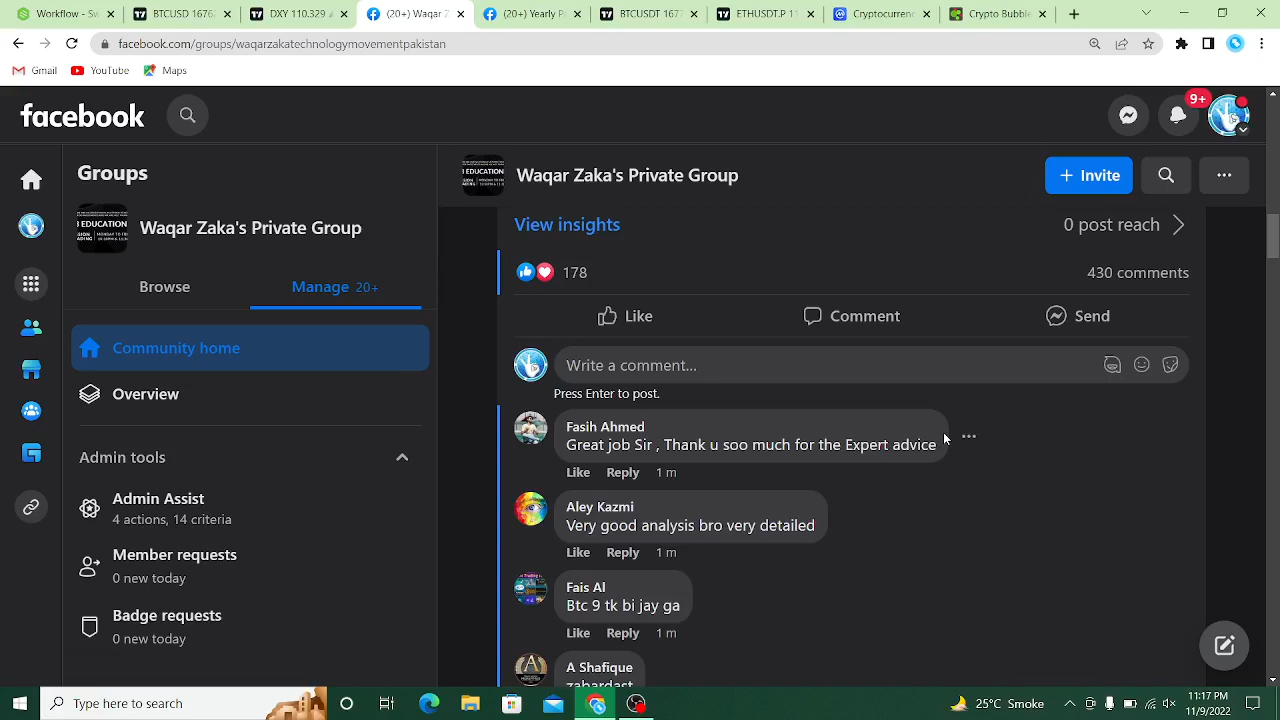 Workflow - S
BTCUSD 1676
DXY 110.329
(20+) Waqar Z
(20+) Yearly P
BTCUSDT 1677
ETHUSDT.P 11
Cryptocurren
Crypto Bubble
facebook.com/groups/waqarzakatechnologymovementpakistan
Gmail
YouTube
Maps
facebook
9+
Groups
Waqar Zaka's Private Group
Browse
Manage 20+
Community home
Overview
Admin tools
Admin Assist
4 actions, 14 criteria
Member requests
0 new today
Badge requests
0 new today
Waqar Zaka's Private Group
+ Invite
View insights
0 post reach
178
430 comments
Like
Comment
Send
Write a comment...
Press Enter to post.
Fasih Ahmed
Great job Sir , Thank u soo much for the Expert advice
Like Reply 1 m
Aley Kazmi
Very good analysis bro very detailed
Like Reply 1 m
Fais Al
Btc 9 tk bi jay ga
Like Reply 1 m
A Shafique
zabardast
Type here to search
25°C Smoke
11:17 PM
11/9/2022